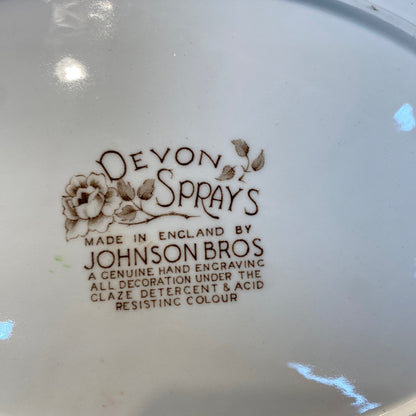 DEVON
SPRAYS
MADE IN ENGLAND BY
JOHNSON BROS
A GENUINE HAND ENGRAVING
ALL DECORATION UNDER THE
GLAZE DETERGENT & ACID
RESISTING COLOUR